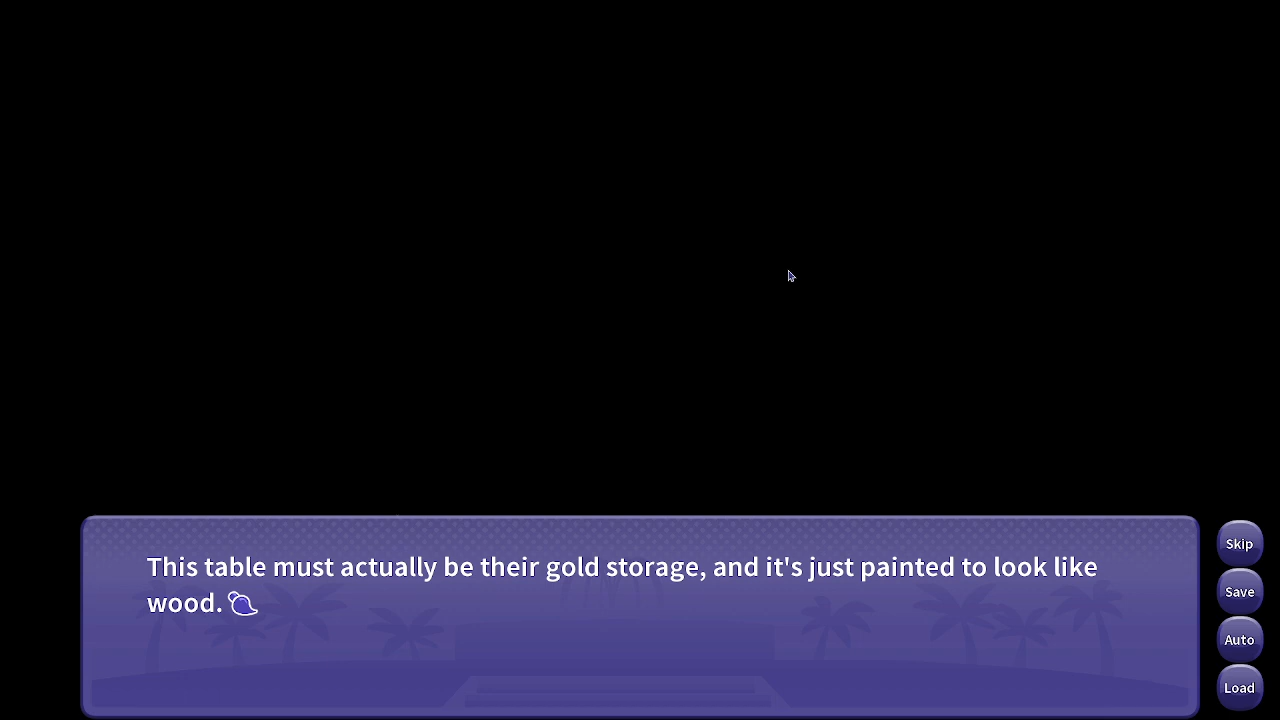 This table must actually be their gold storage, and it's just painted to look like
wood.
Skip
Save
Auto
Load